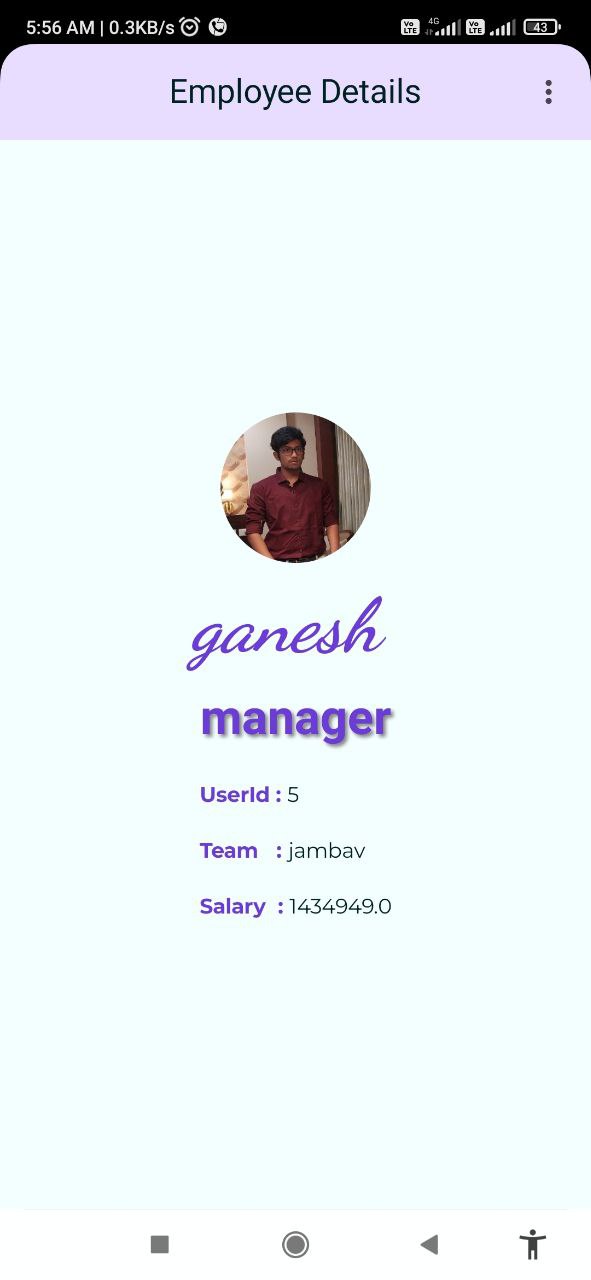 5:56 AM | 0.3KB/s Vo LTE 4G Vo LTE 43
Employee Details
ganesh
manager
UserId : 5
Team : jambav
Salary : 1434949.0